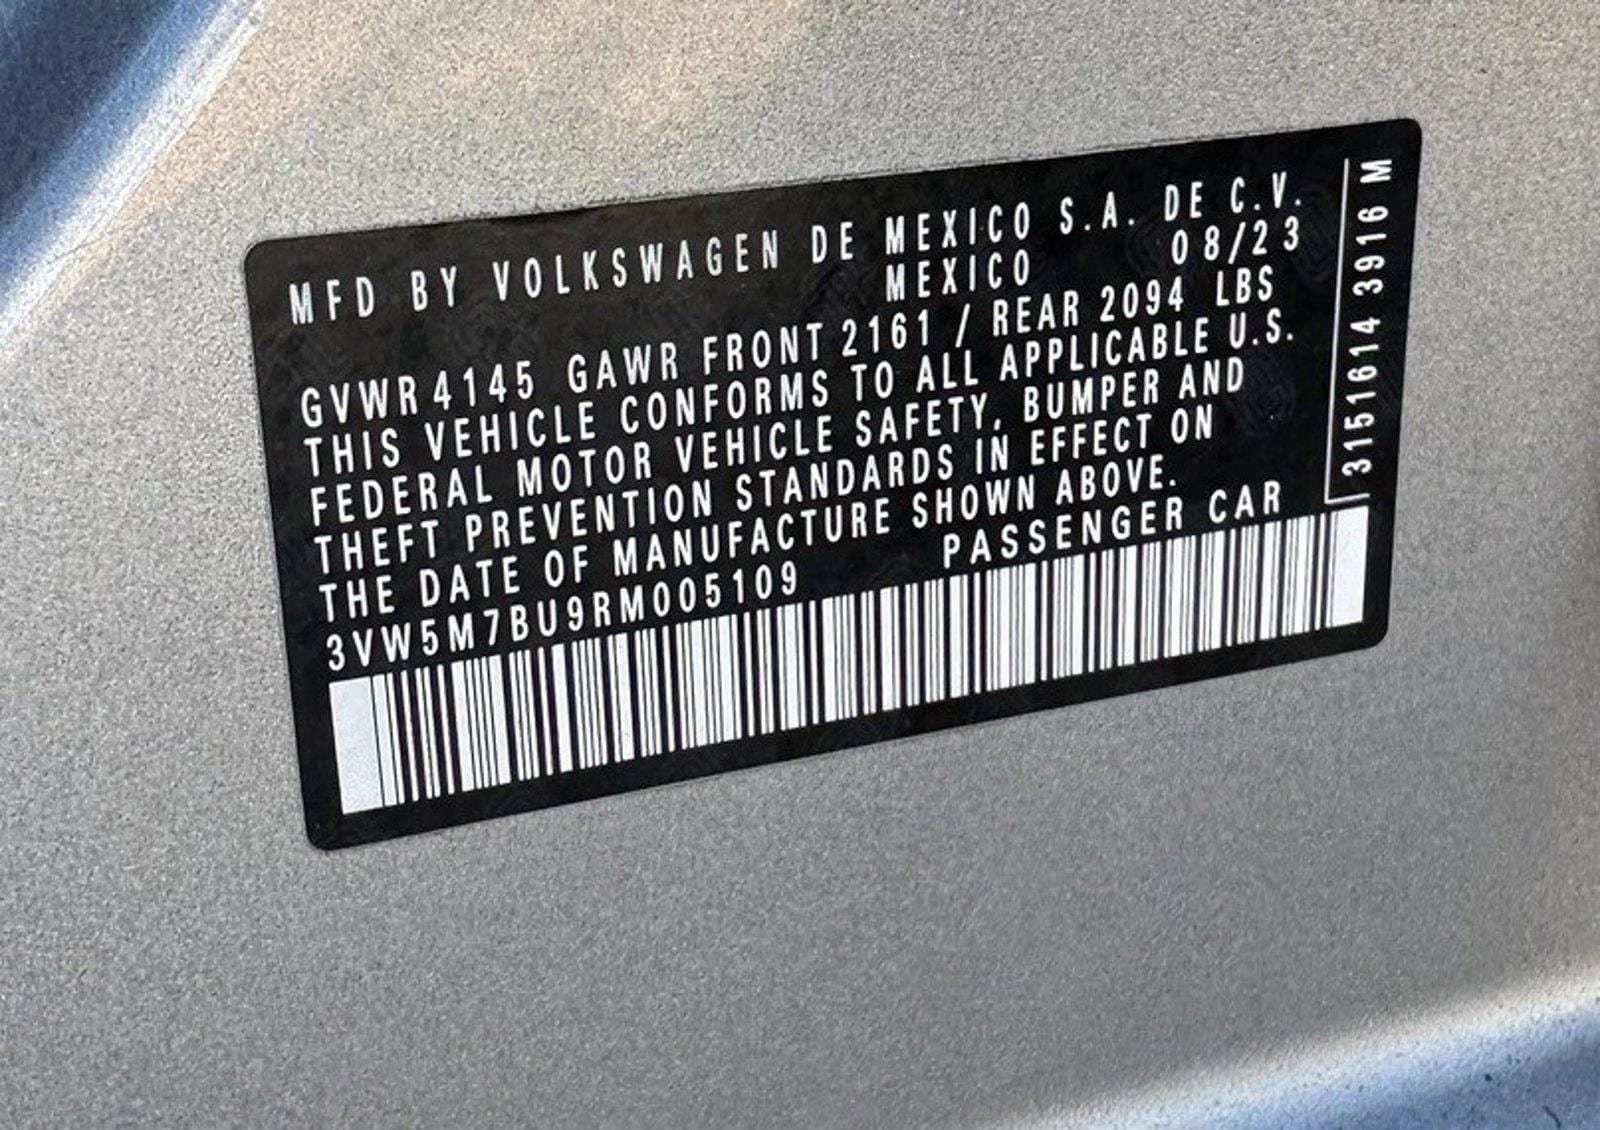 MFD BY VOLKSWAGEN DE MEXICO S.A. DE C.V.
MEXICO 08/23
GVWR 4145 GAWR FRONT 2161 / REAR 2094 LBS
THIS VEHICLE CONFORMS TO ALL APPLICABLE U.S.
FEDERAL MOTOR VEHICLE SAFETY, BUMPER AND
THEFT PREVENTION STANDARDS IN EFFECT ON
THE DATE OF MANUFACTURE SHOWN ABOVE.
3VW5M7BU9RM005109 PASSENGER CAR
3151614 3916 M